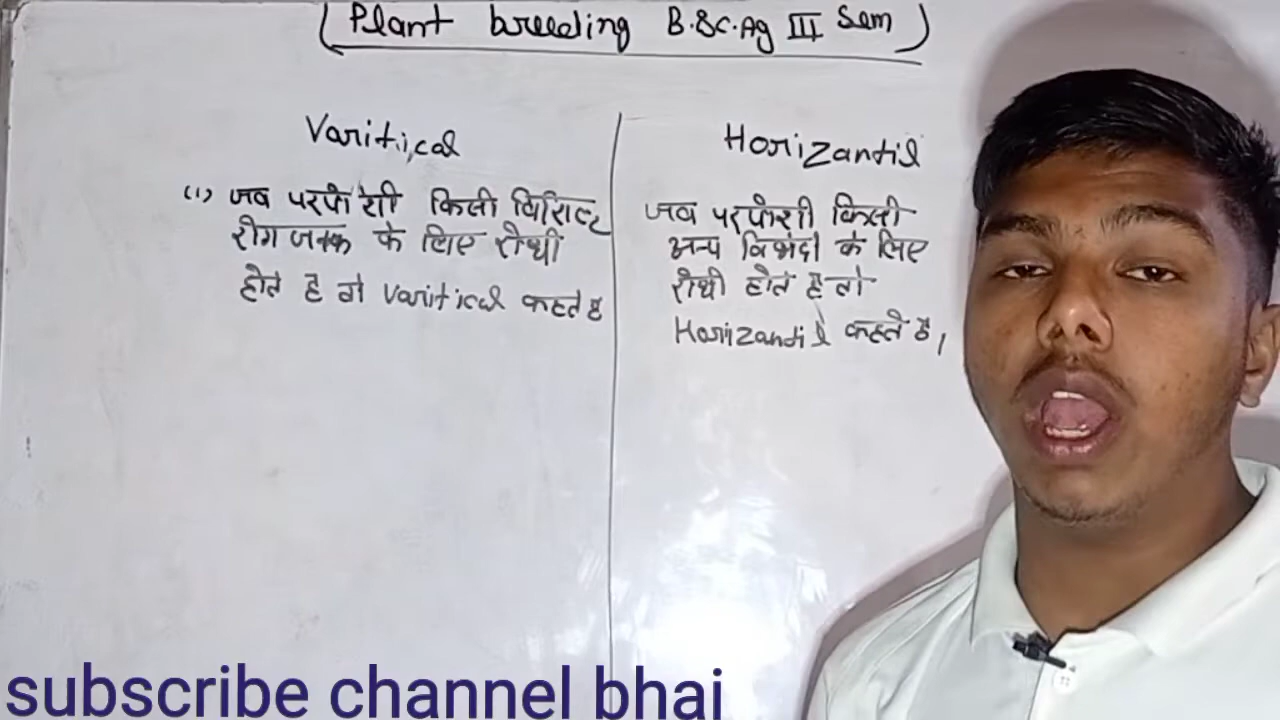 (Plant breeding B.Sc.Ag III Sem)
Varitical
(1) जब परपोशी किसी विशिष्ट
रोग जनक के लिए रोधी
होते है तो Varitical कहते है
Horizantil
जब परपोशी किसी
अन्य विभेदों के लिए
रोधी होते है तो
Horizantil कहते है,
subscribe channel bhai